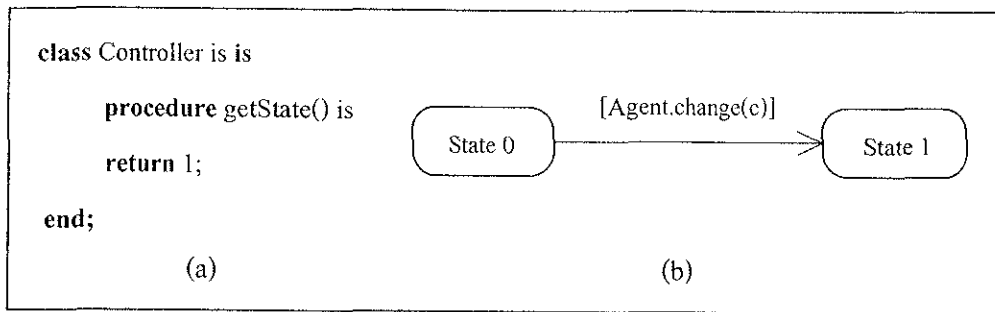 class Controller is is
procedure getState() is
return 1;
end;
(a)
[Agent.change(c)]
State 0
State 1
(b)